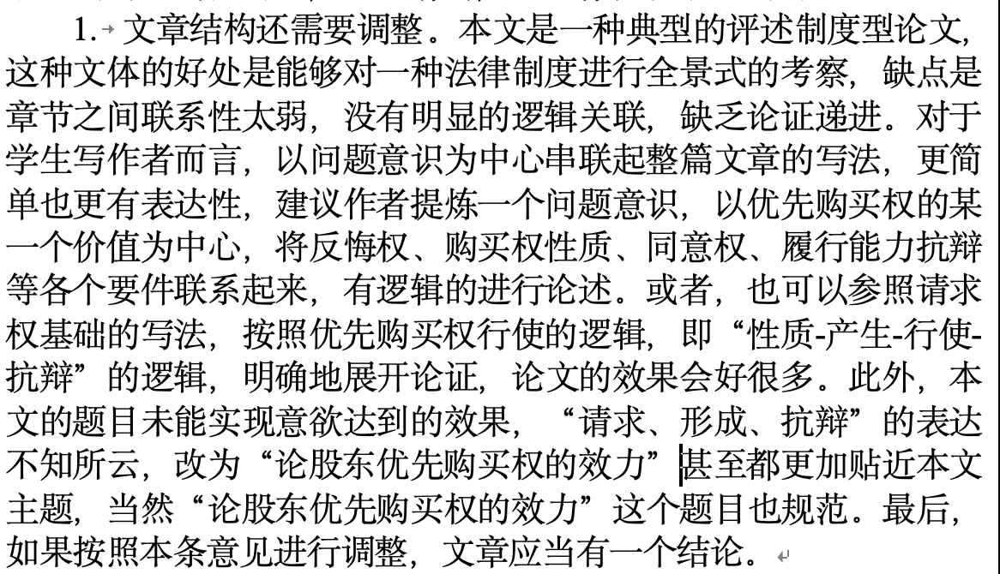 1. 文章结构还需要调整。本文是一种典型的评述制度型论文，
这种文体的好处是能够对一种法律制度进行全景式的考察，缺点是
章节之间联系性太弱，没有明显的逻辑关联，缺乏论证递进。对于
学生写作者而言，以问题意识为中心串联起整篇文章的写法，更简
单也更有表达性，建议作者提炼一个问题意识，以优先购买权的某
一个价值为中心，将反悔权、购买权性质、同意权、履行能力抗辩
等各个要件联系起来，有逻辑的进行论述。或者，也可以参照请求
权基础的写法，按照优先购买权行使的逻辑，即“性质-产生-行使-
抗辩”的逻辑，明确地展开论证，论文的效果会好很多。此外，本
文的题目未能实现意欲达到的效果，“请求、形成、抗辩”的表达
不知所云，改为“论股东优先购买权的效力”甚至都更加贴近本文
主题，当然“论股东优先购买权的效力”这个题目也规范。最后，
如果按照本条意见进行调整，文章应当有一个结论。